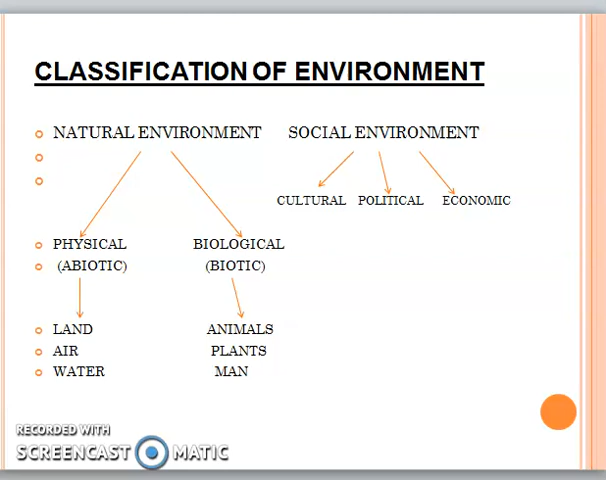 CLASSIFICATION OF ENVIRONMENT
NATURAL ENVIRONMENT SOCIAL ENVIRONMENT
CULTURAL POLITICAL ECONOMIC
PHYSICAL BIOLOGICAL
(ABIOTIC) (BIOTIC)
LAND ANIMALS
AIR PLANTS
WATER MAN
RECORDED WITH
SCREENCAST MATIC